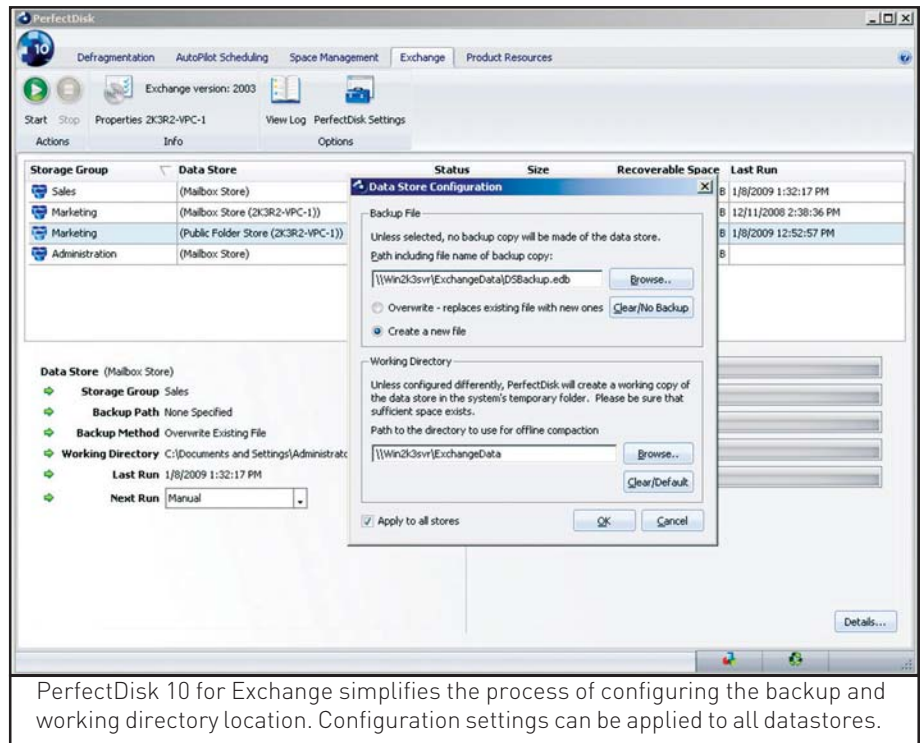 PerfectDisk
10
Defragmentation AutoPilot Scheduling Space Management Exchange Product Resources
Exchange version: 2003
Start Stop Properties 2K3R2-VPC-1 View Log PerfectDisk Settings
Actions Info Options
Storage Group Data Store Status Size Recoverable Space Last Run
Sales (Mailbox Store) B 1/8/2009 1:32:17 PM
Marketing (Mailbox Store (2K3R2-VPC-1)) B 12/11/2008 2:38:36 PM
Marketing (Public Folder Store (2K3R2-VPC-1)) B 1/8/2009 12:52:57 PM
Administration (Mailbox Store) B
Data Store Configuration
Backup File
Unless selected, no backup copy will be made of the data store.
Path including file name of backup copy:
\\Win2k3svr\ExchangeData\DSBackup.edb Browse..
Overwrite - replaces existing file with new ones Clear/No Backup
Create a new file
Working Directory
Unless configured differently, PerfectDisk will create a working copy of
the data store in the system's temporary folder. Please be sure that
sufficient space exists.
Path to the directory to use for offline compaction
\\Win2k3svr\ExchangeData Browse..
Clear/Default
Apply to all stores OK Cancel
Data Store (Mailbox Store)
Storage Group Sales
Backup Path None Specified
Backup Method Overwrite Existing File
Working Directory C:\Documents and Settings\Administrato
Last Run 1/8/2009 1:32:17 PM
Next Run Manual
Details...
PerfectDisk 10 for Exchange simplifies the process of configuring the backup and
working directory location. Configuration settings can be applied to all datastores.